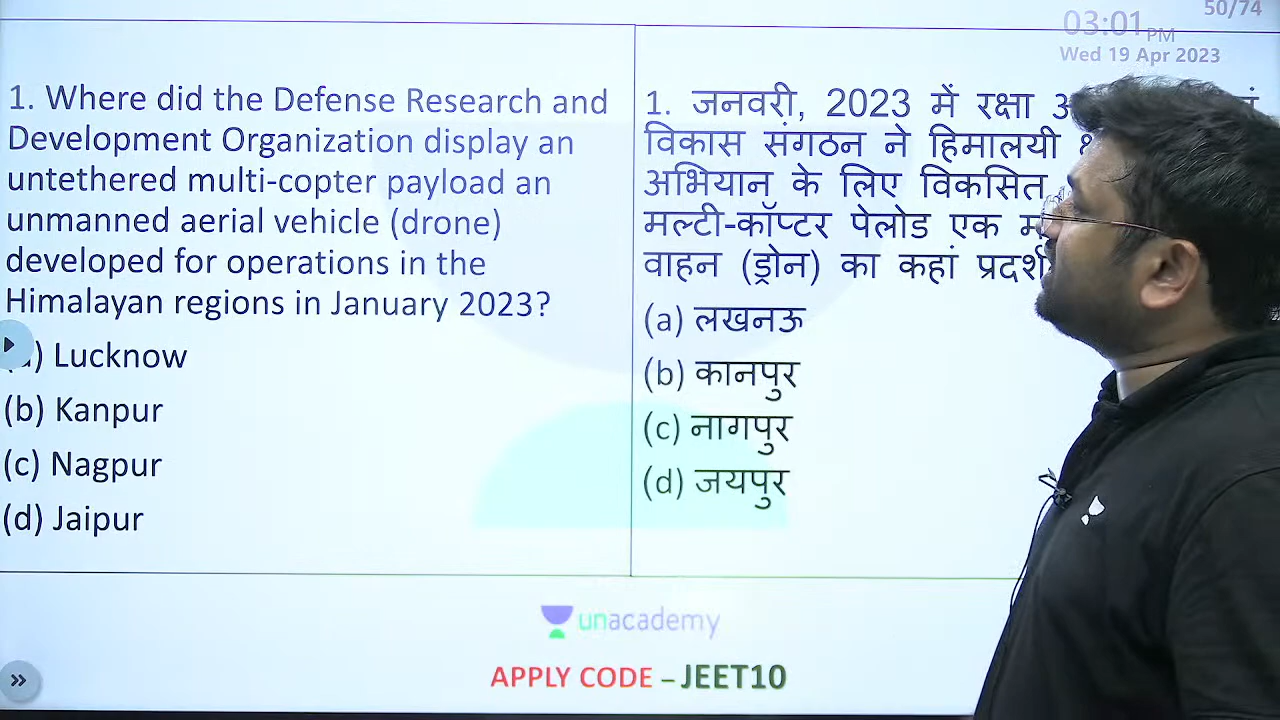 50/74
03:01 PM
Wed 19 Apr 2023
1. Where did the Defense Research and
Development Organization display an
untethered multi-copter payload an
unmanned aerial vehicle (drone)
developed for operations in the
Himalayan regions in January 2023?
Lucknow
(b) Kanpur
(c) Nagpur
(d) Jaipur
1. जनवरी, 2023 में रक्षा
विकास संगठन ने हिमालयी
अभियान के लिए विकसित
मल्टी-कॉप्टर पेलोड एक
वाहन (ड्रोन) का कहां
(a) लखनऊ
(b) कानपुर
(c) नागपुर
(d) जयपुर
unacademy
APPLY CODE – JEET10